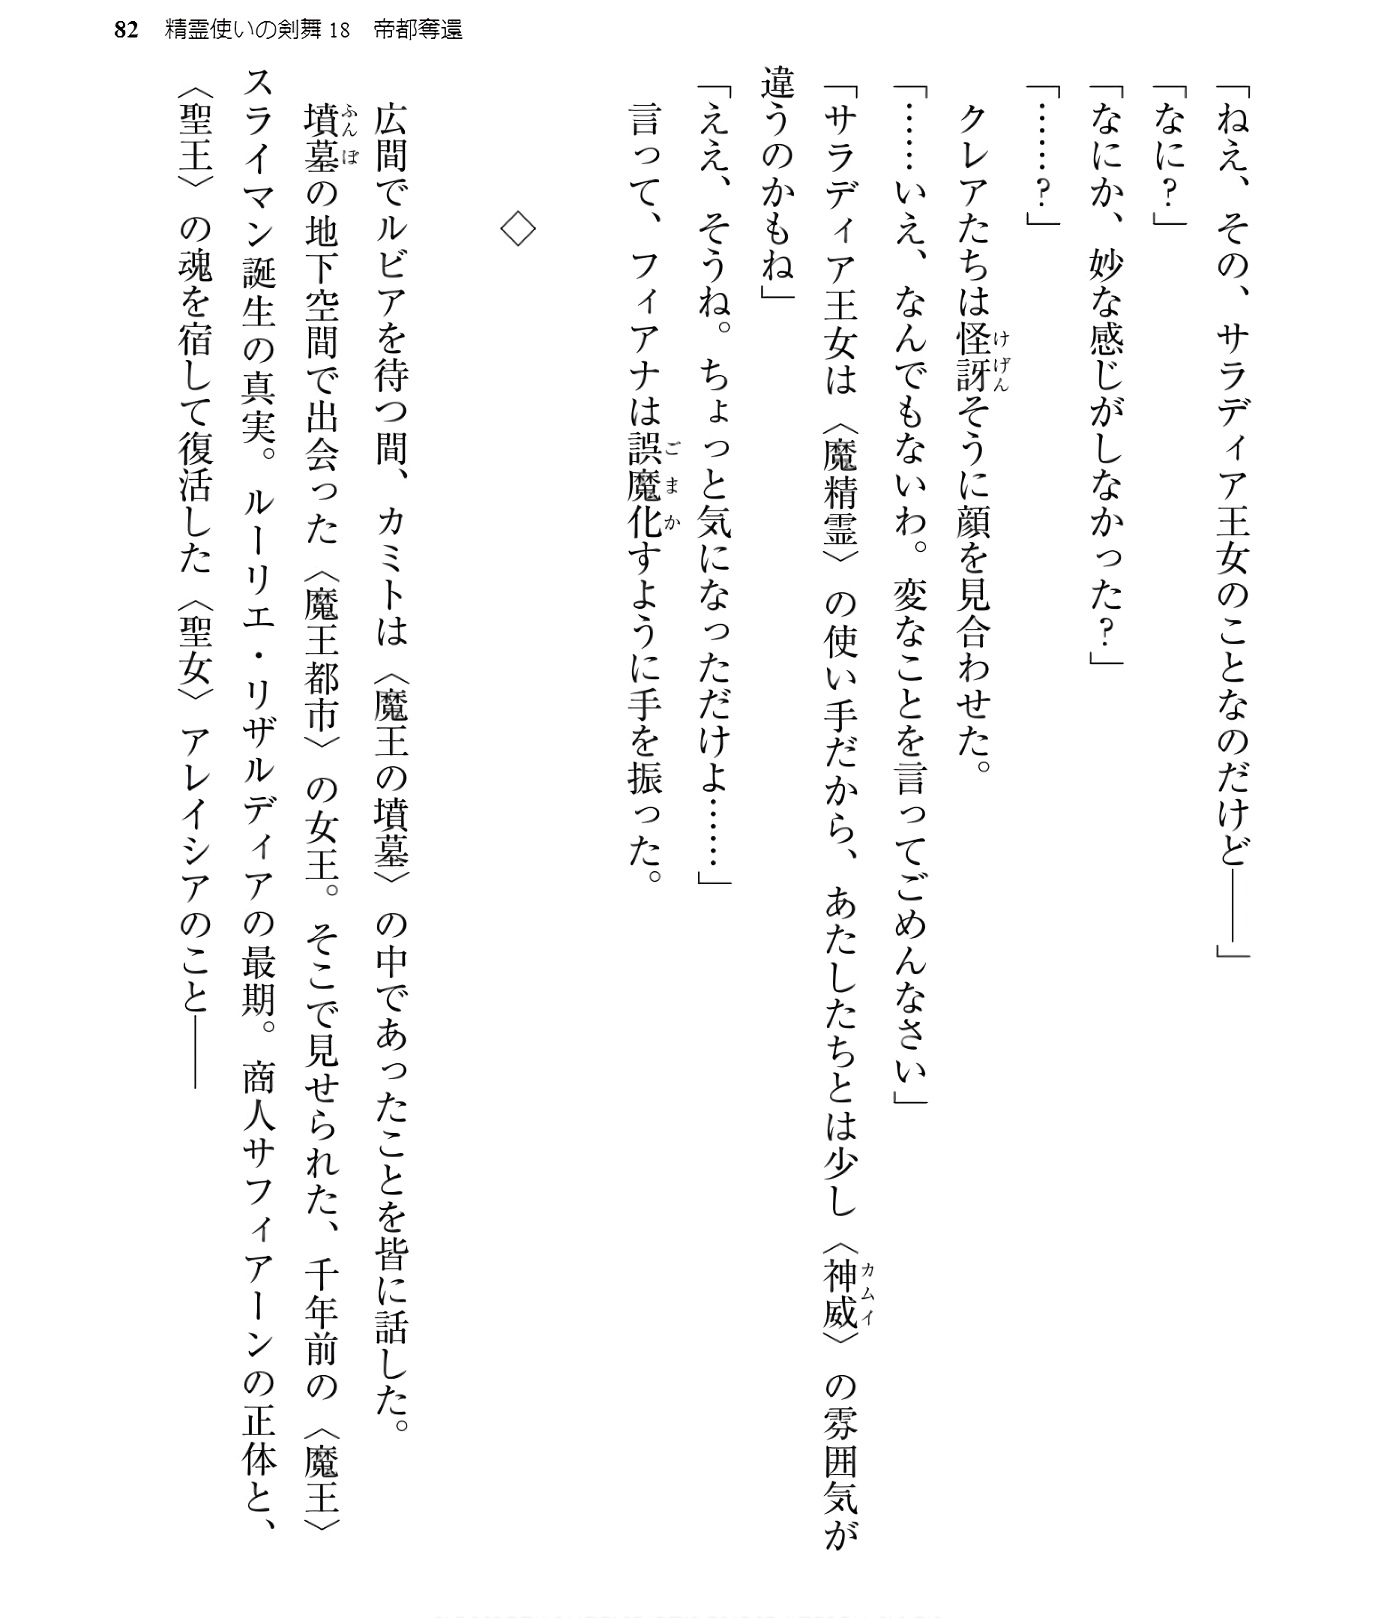 82 精霊使いの剣舞18 帝都奪還
「ねえ、その、サラディア王女のことなのだけど――」
「なに？」
「なにか、妙な感じがしなかった？」
「……？」
クレアたちは怪訝そうに顔を見合わせた。
けげん
「……いえ、なんでもないわ。変なことを言ってごめんなさい」
「サラディア王女は〈魔精霊〉の使い手だから、あたしたちとは少し〈神威〉の雰囲気が
カムイ
違うのかもね」
「ええ、そうね。ちょっと気になっただけよ……」
言って、フィアナは誤魔化すように手を振った。
ごまか
◇
広間でルビアを待つ間、カミトは〈魔王の墳墓〉の中であったことを皆に話した。
墳墓の地下空間で出会った〈魔王都市〉の女王。そこで見せられた、千年前の〈魔王〉
ふんぼ
スライマン誕生の真実。ルーリエ・リザルディアの最期。商人サフィアーンの正体と、
〈聖王〉の魂を宿して復活した〈聖女〉アレイシアのこと――